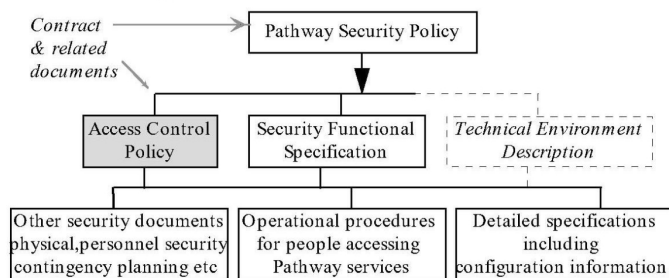 Contract
& related
documents
Pathway Security Policy
Access Control
Policy
Security Functional
Specification
Technical Environment
Description
Other security documents
physical,personnel security
contingency planning etc
Operational procedures
for people accessing
Pathway services
Detailed specifications
including
configuration information